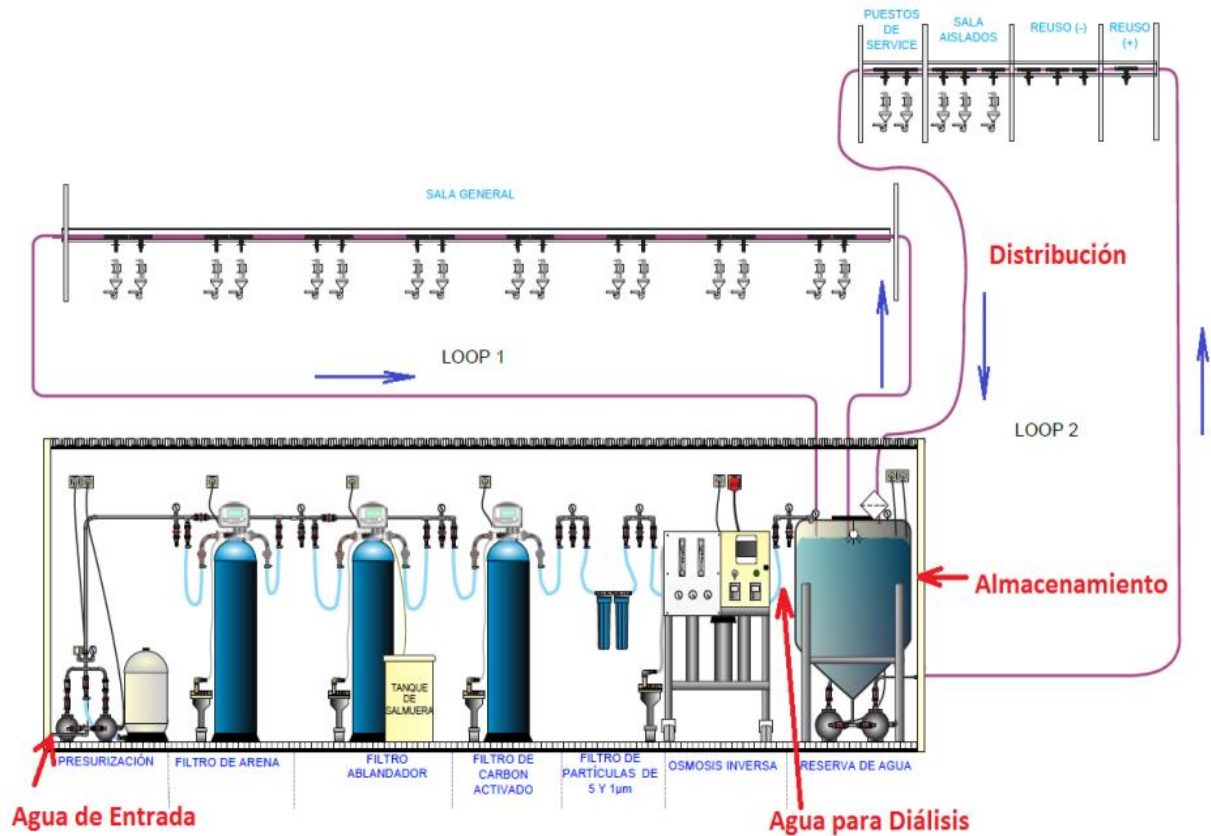 PUESTOS
DE
SERVICE
SALA
AISLADOS
REUSO (-)
REUSO
(+)
SALA GENERAL
Distribución
LOOP 1
LOOP 2
Almacenamiento
TANQUE
DE
SALMUERA
PRESURIZACIÓN
FILTRO DE ARENA
FILTRO
ABLANDADOR
FILTRO DE
CARBON
ACTIVADO
FILTRO DE
PARTÍCULAS DE
5 Y 1µm
OSMOSIS INVERSA
RESERVA DE AGUA
Agua de Entrada
Agua para Diálisis